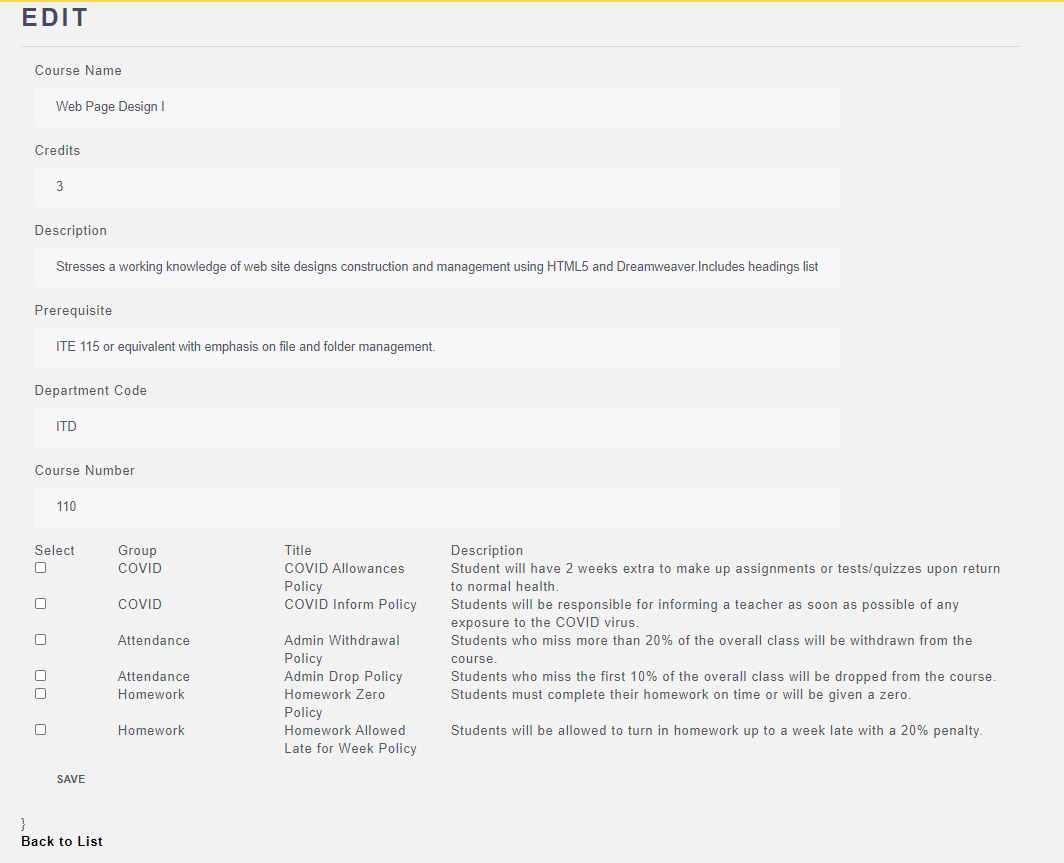 EDIT
Course Name
Web Page Design I
Credits
3
Description
Stresses a working knowledge of web site designs construction and management using HTML5 and Dreamweaver.Includes headings list
Prerequisite
ITE 115 or equivalent with emphasis on file and folder management.
Department Code
ITD
Course Number
110
Select Group Title Description
COVID COVID Allowances Student will have 2 weeks extra to make up assignments or tests/quizzes upon return
Policy to normal health.
COVID COVID Inform Policy Students will be responsible for informing a teacher as soon as possible of any
exposure to the COVID virus.
Attendance Admin Withdrawal Students who miss more than 20% of the overall class will be withdrawn from the
Policy course.
Attendance Admin Drop Policy Students who miss the first 10% of the overall class will be dropped from the course.
Homework Homework Zero Students must complete their homework on time or will be given a zero.
Policy
Homework Homework Allowed Students will be allowed to turn in homework up to a week late with a 20% penalty.
Late for Week Policy
SAVE
}
Back to List